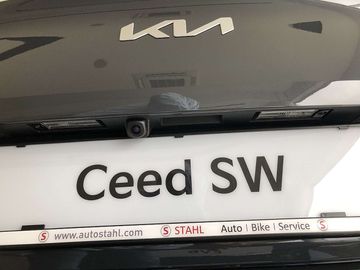 KIA
Ceed SW
S www.autostahl.com S STAHL Auto | Bike | Service S